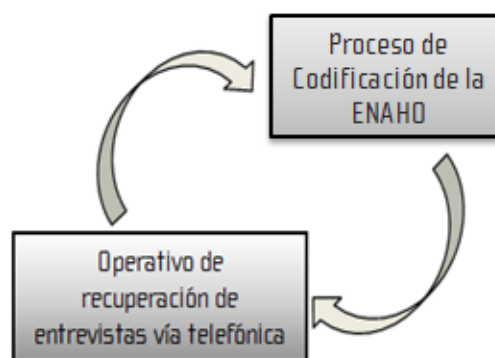 Proceso de
Codificación de la
ENAHO
Operativo de
recuperación de
entrevistas vía telefónica